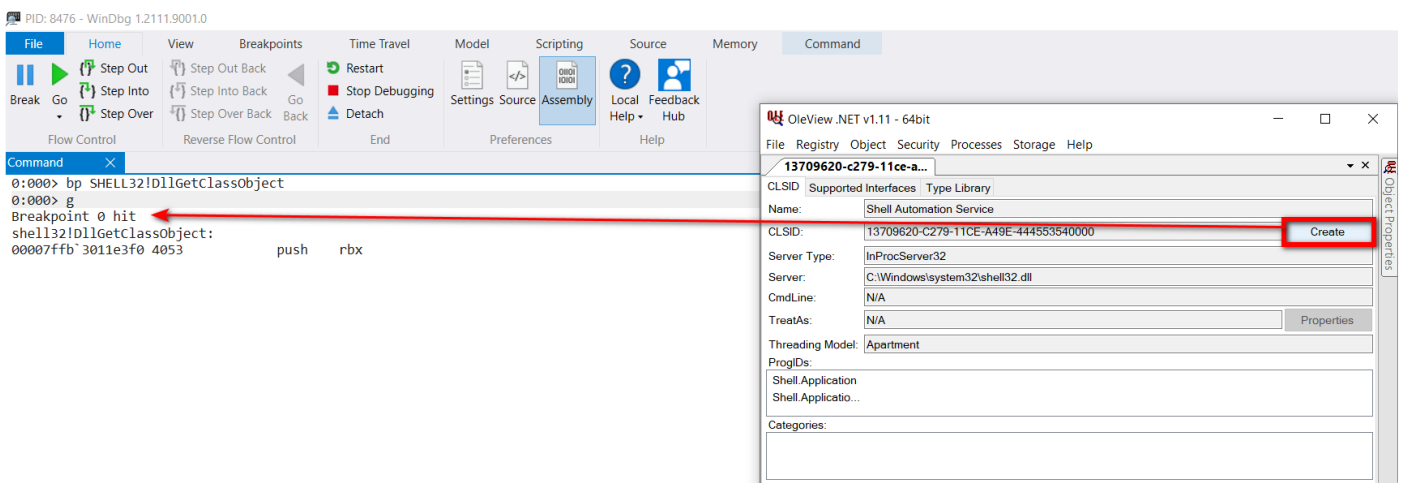 PID: 8476 - WinDbg 1.2111.9001.0
File Home View Breakpoints Time Travel Model Scripting Source Memory Command
Break
Go
Step Out
Step Into
Step Over
Flow Control
Step Out Back
Step Into Back
Step Over Back
Go Back
Reverse Flow Control
Restart
Stop Debugging
Detach
End
Settings Source Assembly
Preferences
Local Help
Feedback Hub
Help
Command
0:000> bp SHELL32!DllGetClassObject
0:000> g
Breakpoint 0 hit
shell32!DllGetClassObject:
00007ffb`3011e3f0 4053 push rbx
OleView .NET v1.11 - 64bit
File Registry Object Security Processes Storage Help
13709620-c279-11ce-a...
CLSID Supported Interfaces Type Library
Name: Shell Automation Service
CLSID: 13709620-C279-11CE-A49E-444553540000 Create
Server Type: InProcServer32
Server: C:\Windows\system32\shell32.dll
CmdLine: N/A
TreatAs: N/A Properties
Threading Model: Apartment
ProgIDs:
Shell.Application
Shell.Applicatio...
Categories:
Object Properties